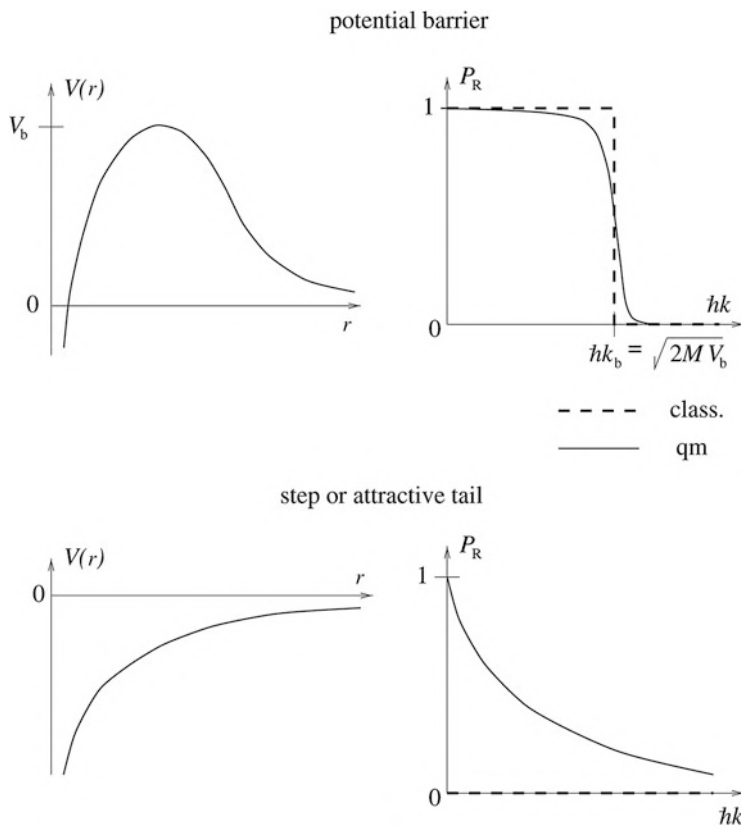 potential barrier
V(r)
V_b
0
r
P_R
1
0
ħk
ħk_b = √2M V_b
class.
qm
step or attractive tail
V(r)
0
r
P_R
1
0
ħk